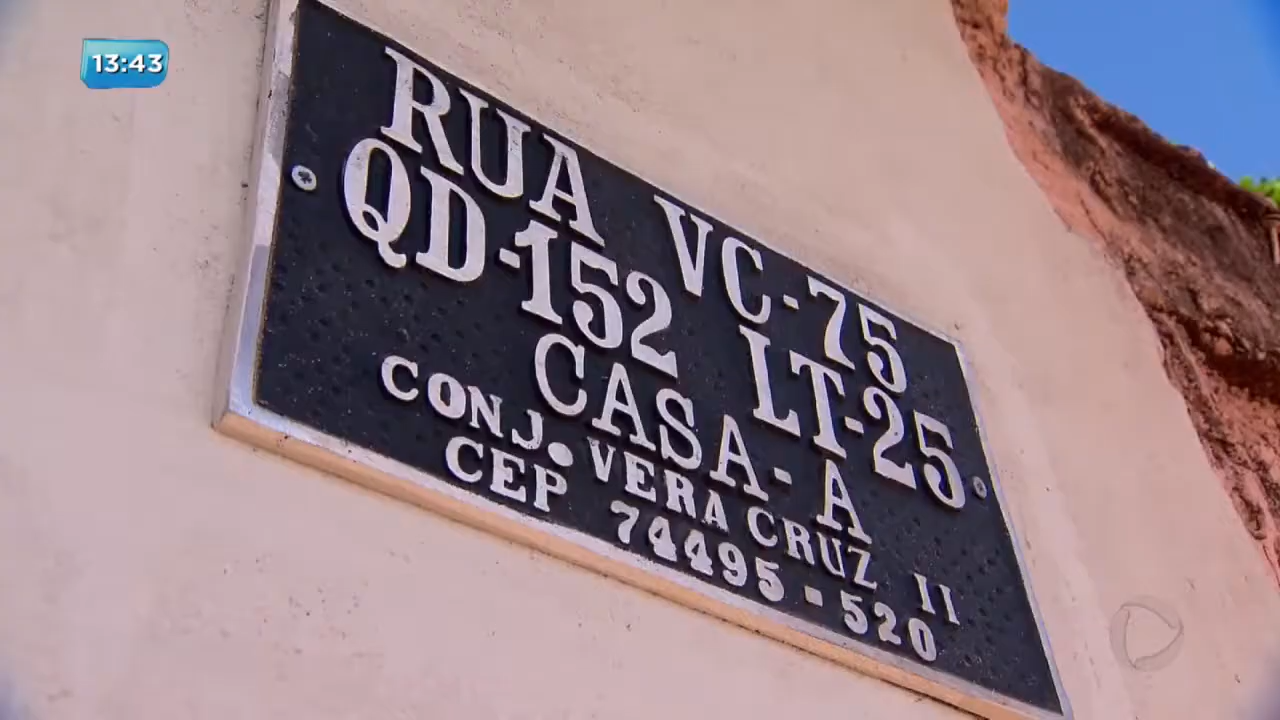 13:43
RUA VC-75
QD-152 LT-25
CASA-A
CONJ. VERA CRUZ II
CEP 74495-520